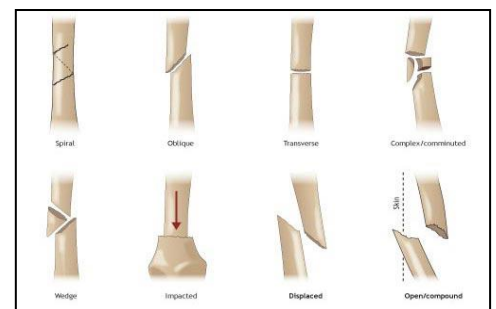 Spiral
Oblique
Transverse
Complex/comminuted
Skin
Wedge
Impacted
Displaced
Open/compound